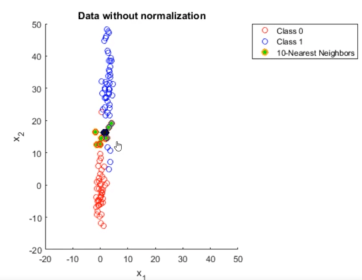 Data without normalization
Class 0
Class 1
10-Nearest Neighbors
50
40
30
20
10
0
-10
-20
x2
-20 -10 0 10 20 30 40 50
x1